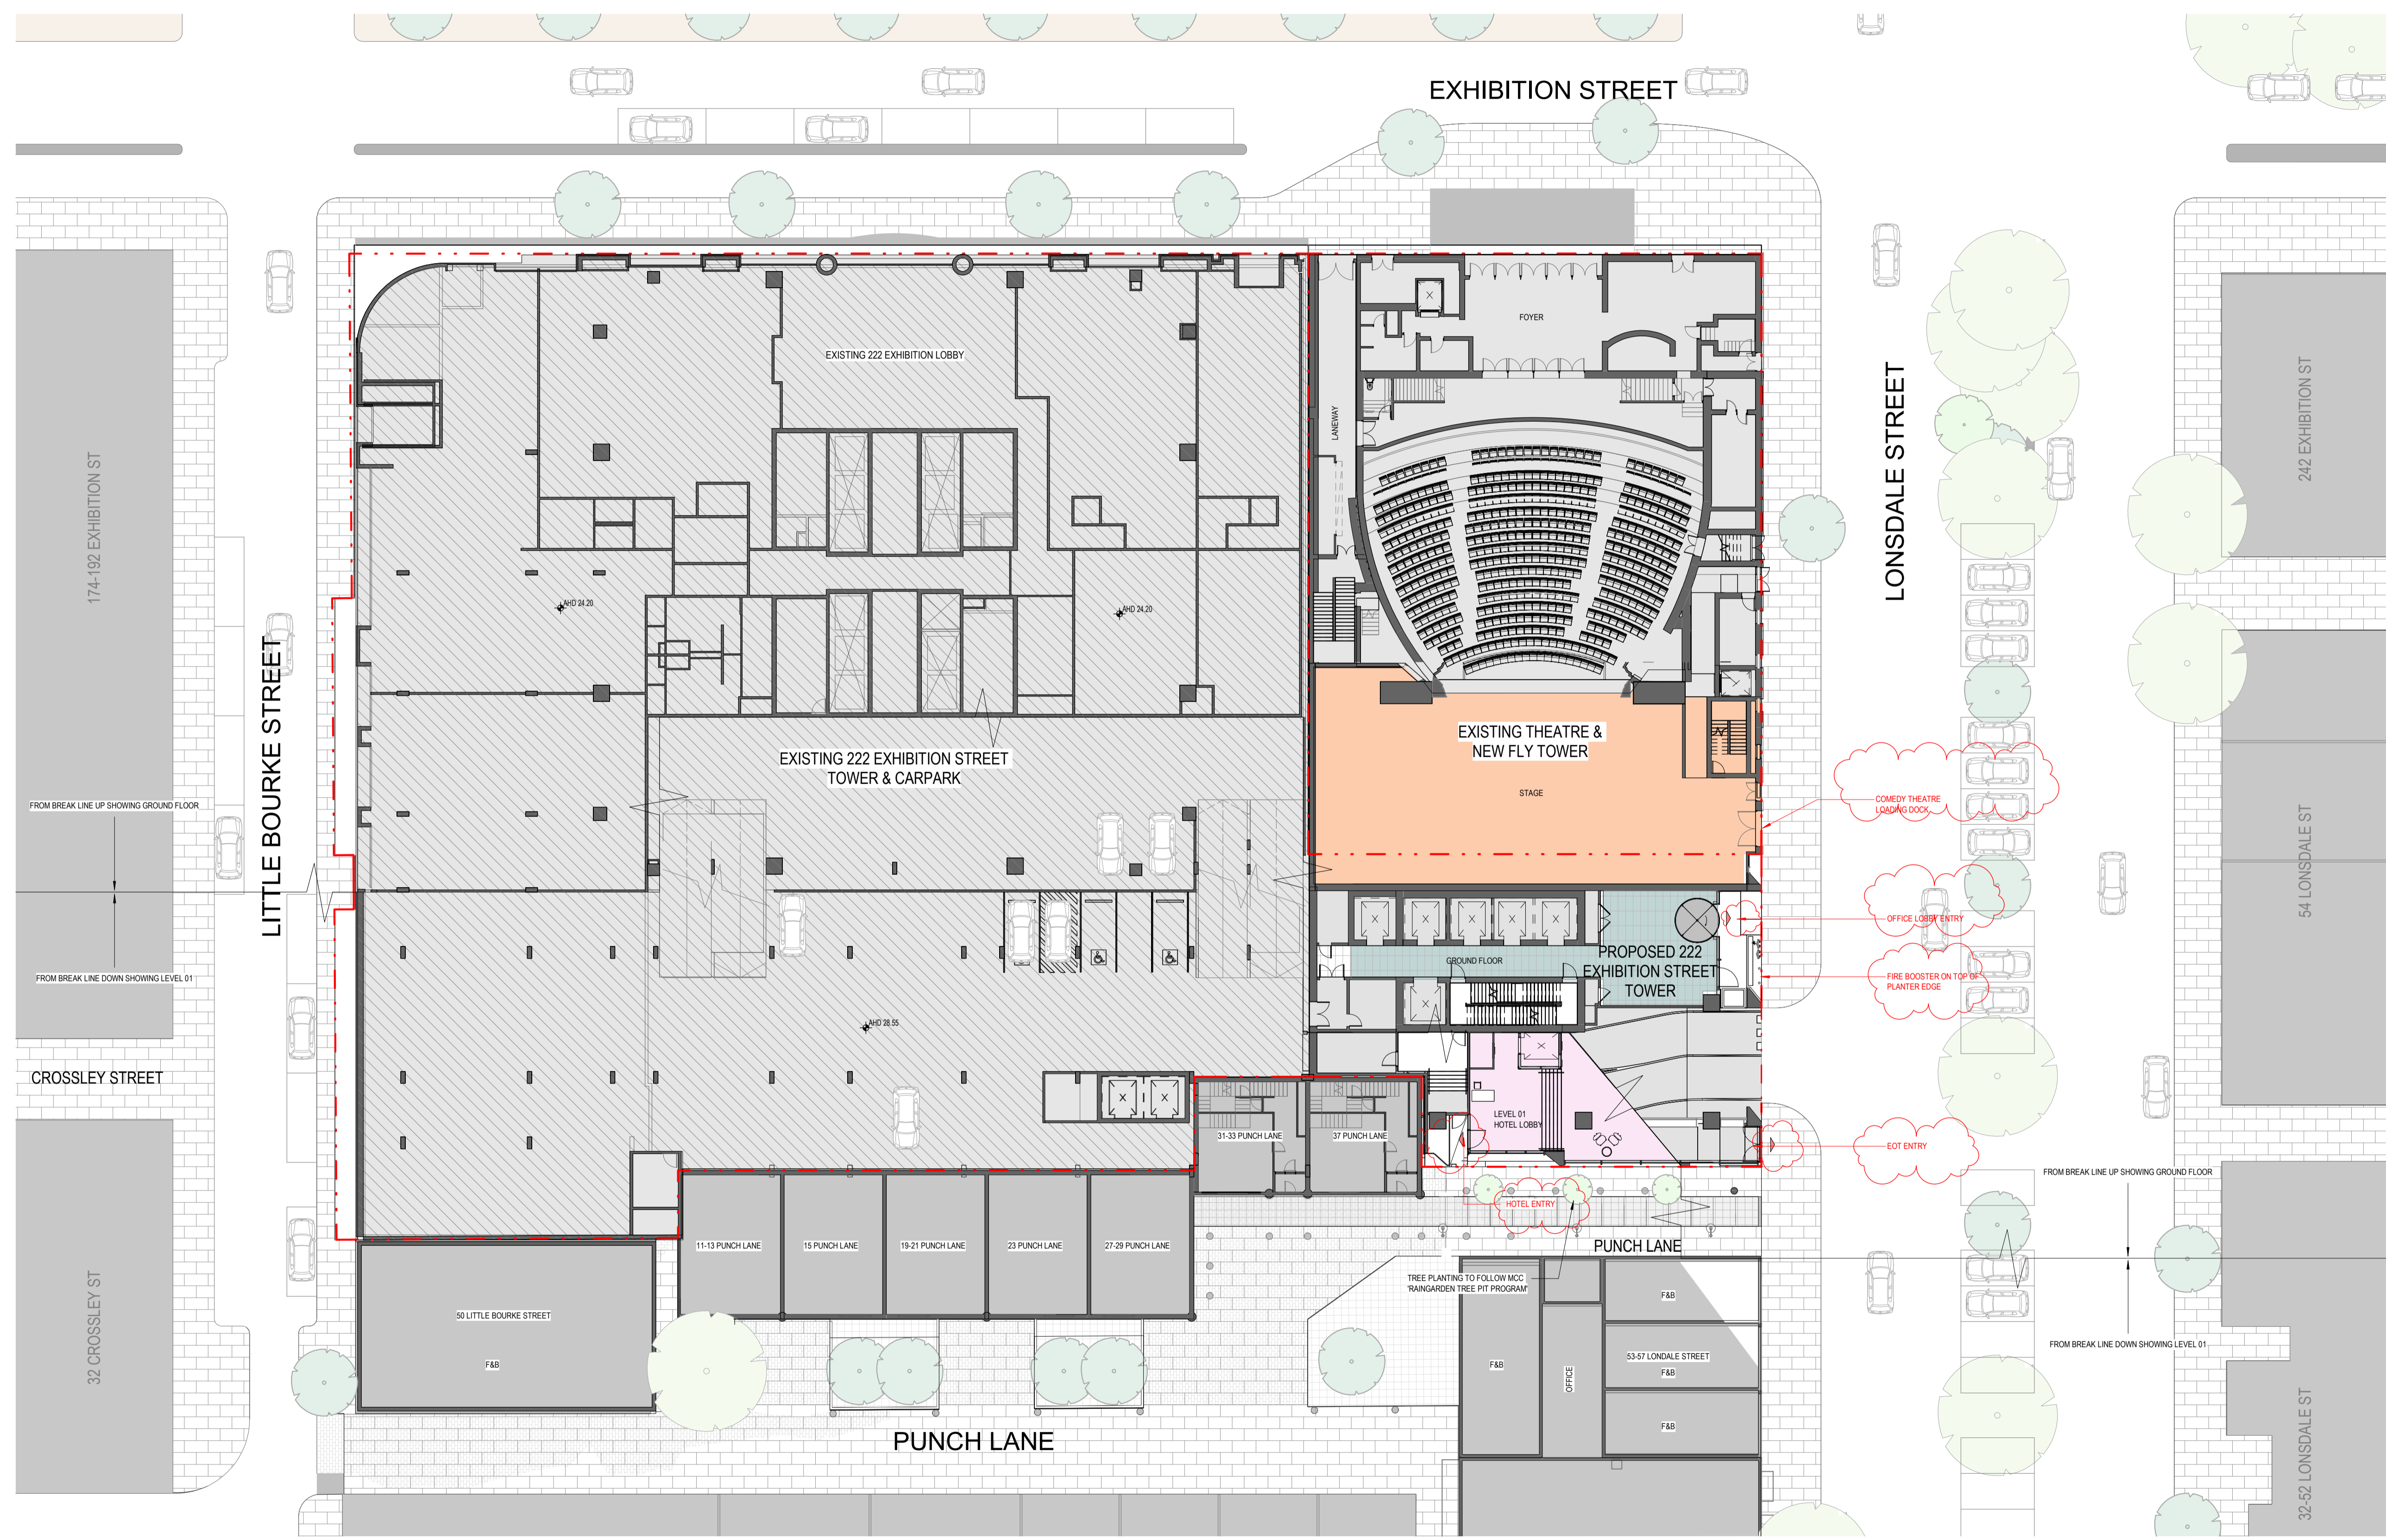 EXHIBITION STREET
FOYER
EXISTING 222 EXHIBITION LOBBY
LANEWAY
LONSDALE STREET
242 EXHIBITION ST
174-192 EXHIBITION ST
AHD 24.20
AHD 24.20
LITTLE BOURKE STREET
EXISTING THEATRE &
NEW FLY TOWER
EXISTING 222 EXHIBITION STREET
TOWER & CARPARK
STAGE
COMEDY THEATRE
LOADING DOCK
FROM BREAK LINE UP SHOWING GROUND FLOOR
54 LONSDALE ST
OFFICE LOBBY ENTRY
PROPOSED 222
EXHIBITION STREET
TOWER
GROUND FLOOR
FROM BREAK LINE DOWN SHOWING LEVEL 01
FIRE BOOSTER ON TOP OF
PLANTER EDGE
AHD 28.55
CROSSLEY STREET
LEVEL 01
HOTEL LOBBY
31-33 PUNCH LANE
37 PUNCH LANE
EOT ENTRY
FROM BREAK LINE UP SHOWING GROUND FLOOR
HOTEL ENTRY
11-13 PUNCH LANE
15 PUNCH LANE
19-21 PUNCH LANE
23 PUNCH LANE
27-29 PUNCH LANE
PUNCH LANE
TREE PLANTING TO FOLLOW MCC
'RAINGARDEN TREE PIT PROGRAM'
F&B
50 LITTLE BOURKE STREET
32 CROSSLEY ST
FROM BREAK LINE DOWN SHOWING LEVEL 01
53-57 LONDALE STREET
F&B
F&B
F&B
OFFICE
F&B
PUNCH LANE
32-52 LONSDALE ST